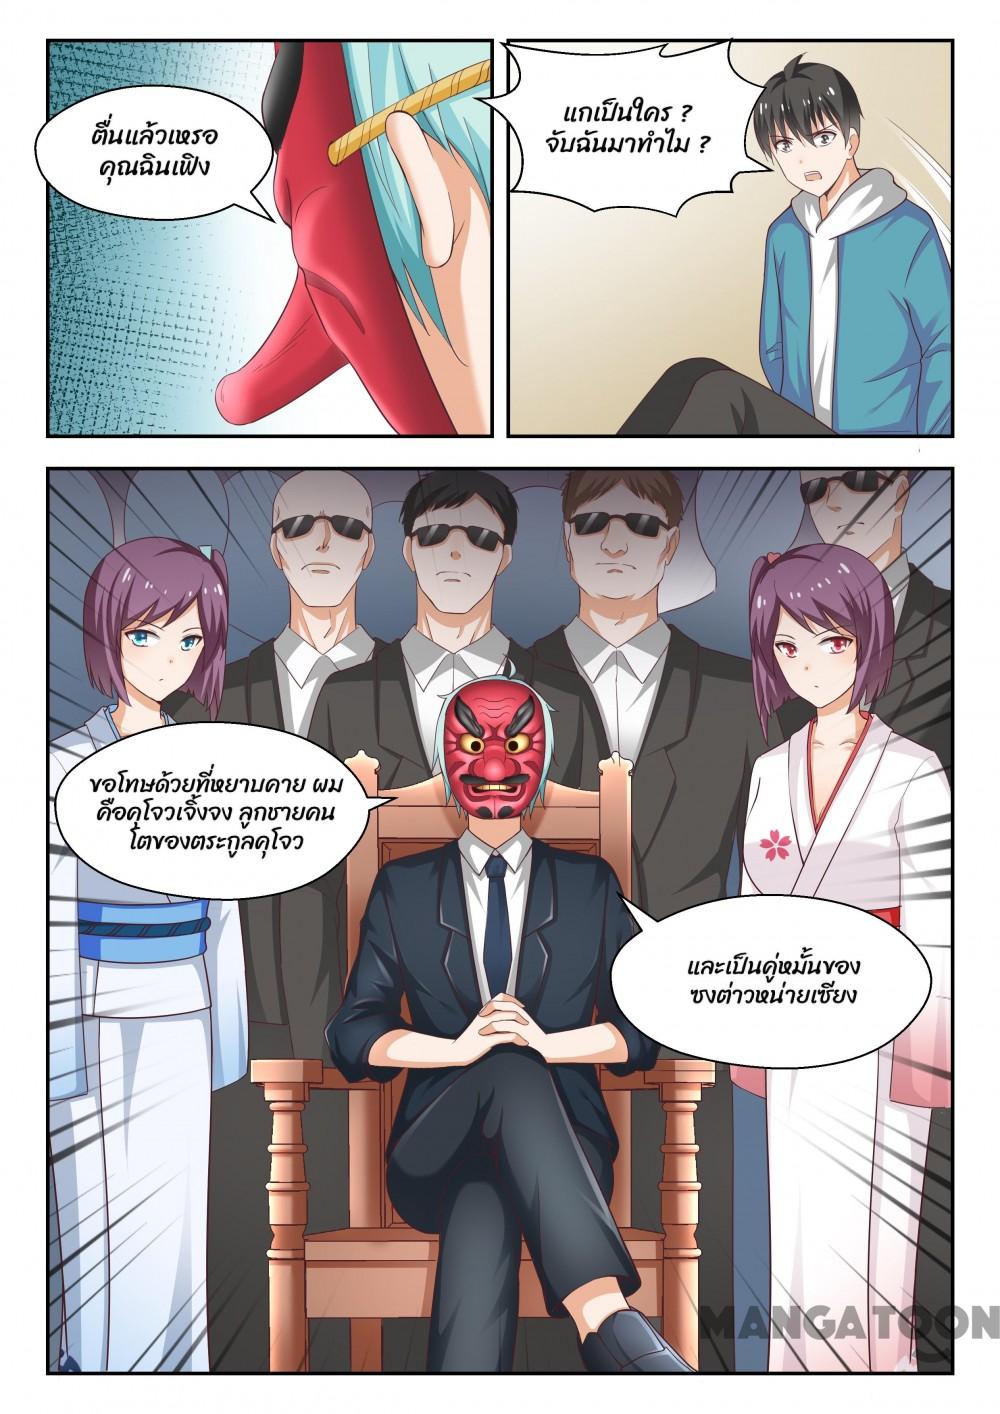 ตื่นแล้วเหรอ
คุณฉินเฟิง
แกเป็นใคร ?
จับฉันมาทำไม ?
ขอโทษด้วยที่หยาบคาย ผม
คือคุโจวเจิ้งจง ลูกชายคน
โตของตระกูลคุโจว
และเป็นคู่หมั้นของ
ซงต่าวหน่ายเซียง
MANGATOON